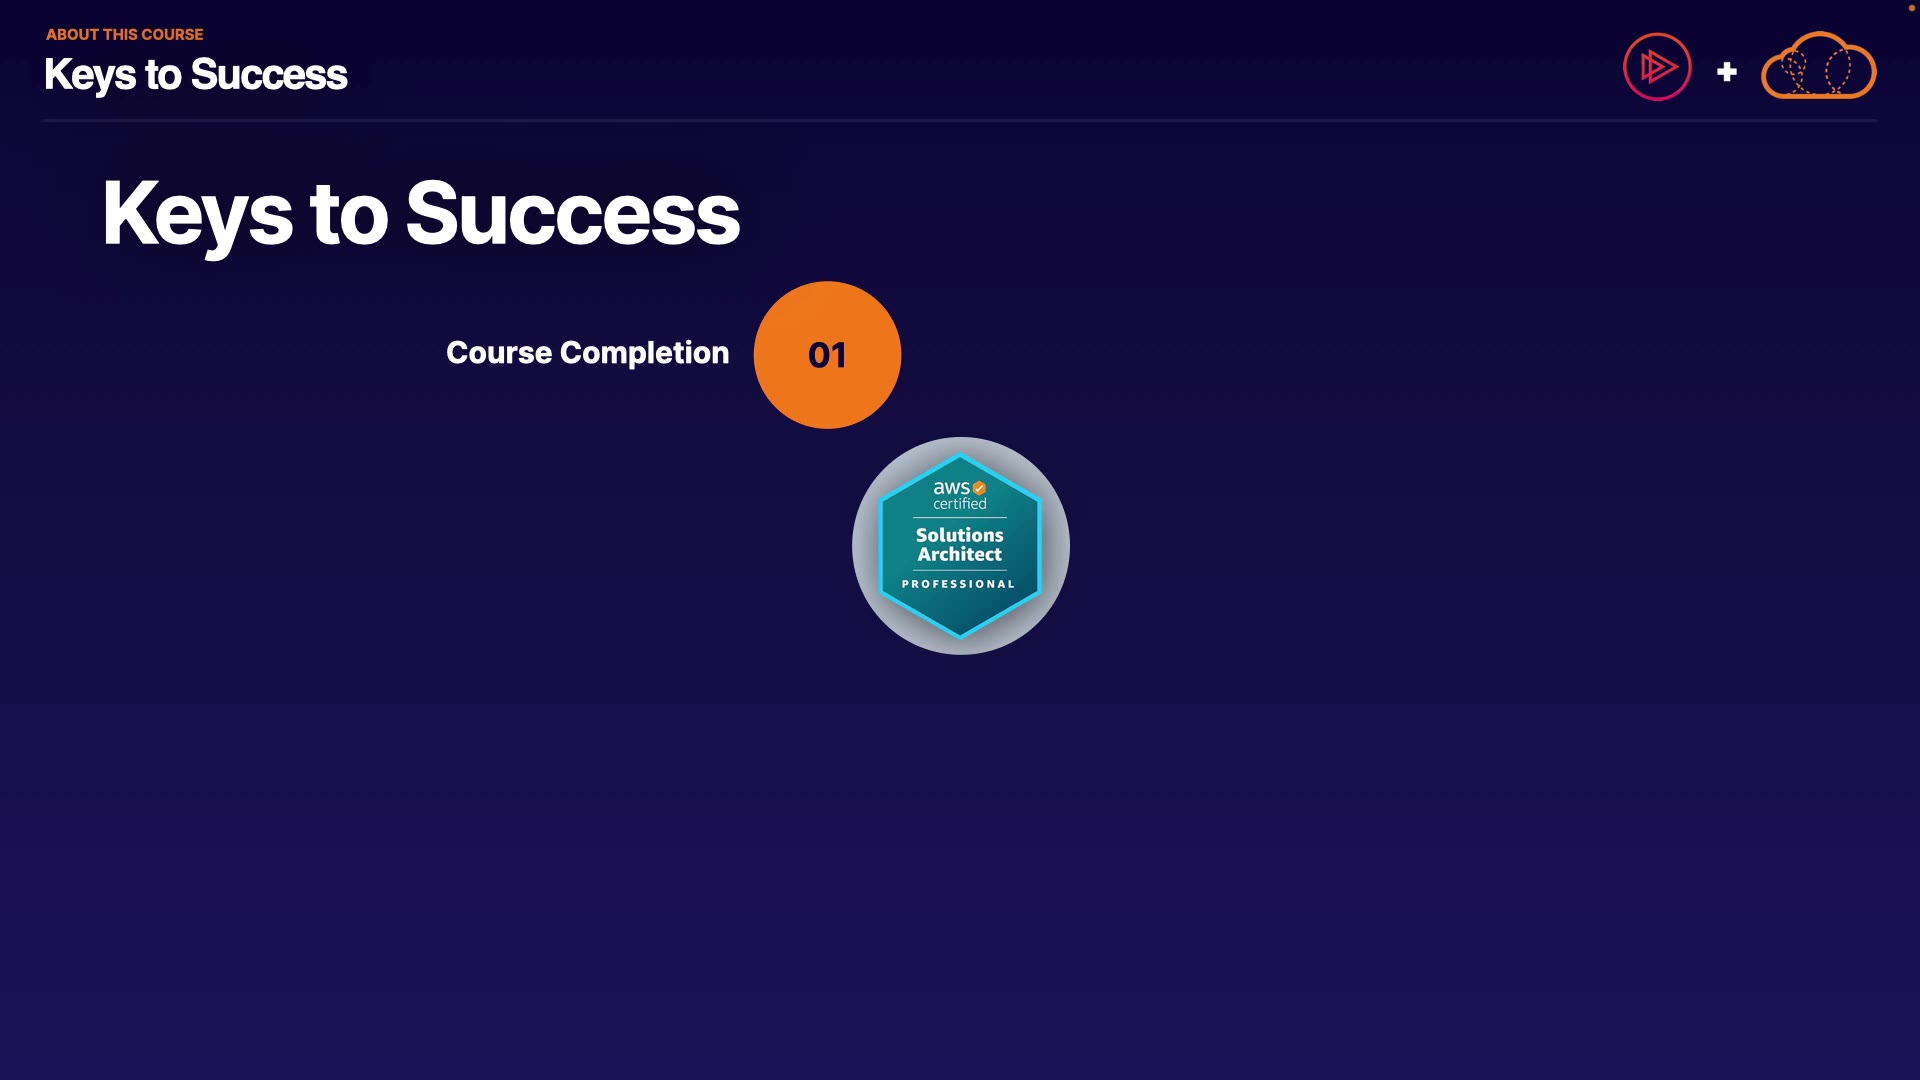 ABOUT THIS COURSE
Keys to Success
Keys to Success
Course Completion
01
aws
certified
Solutions
Architect
PROFESSIONAL